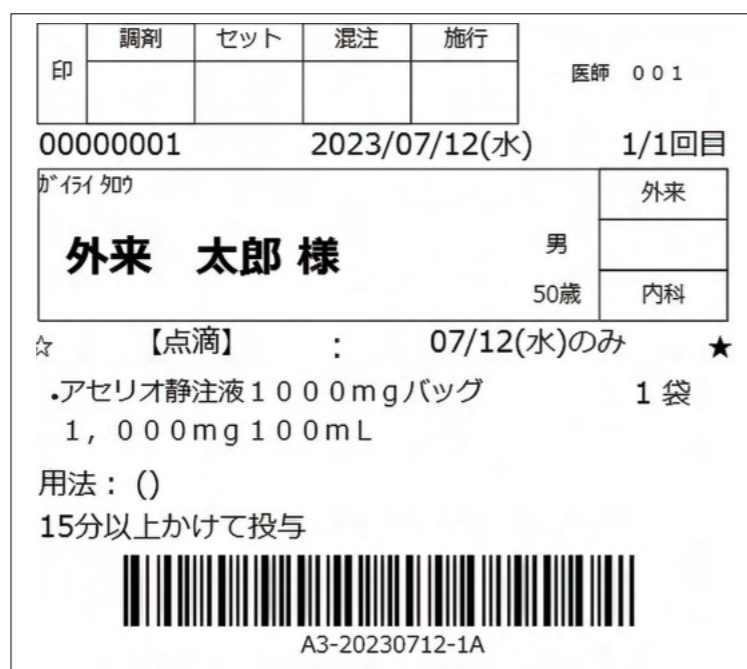 印 調剤 セット 混注 施行
医師 001
00000001 2023/07/12(水) 1/1回目
ガイライ タロウ
外来 太郎 様 男 外来
50歳 内科
☆ 【点滴】 : 07/12(水)のみ ★
.アセリオ静注液1000mgバッグ 1袋
1,000mg100mL
用法:()
15分以上かけて投与
A3-20230712-1A